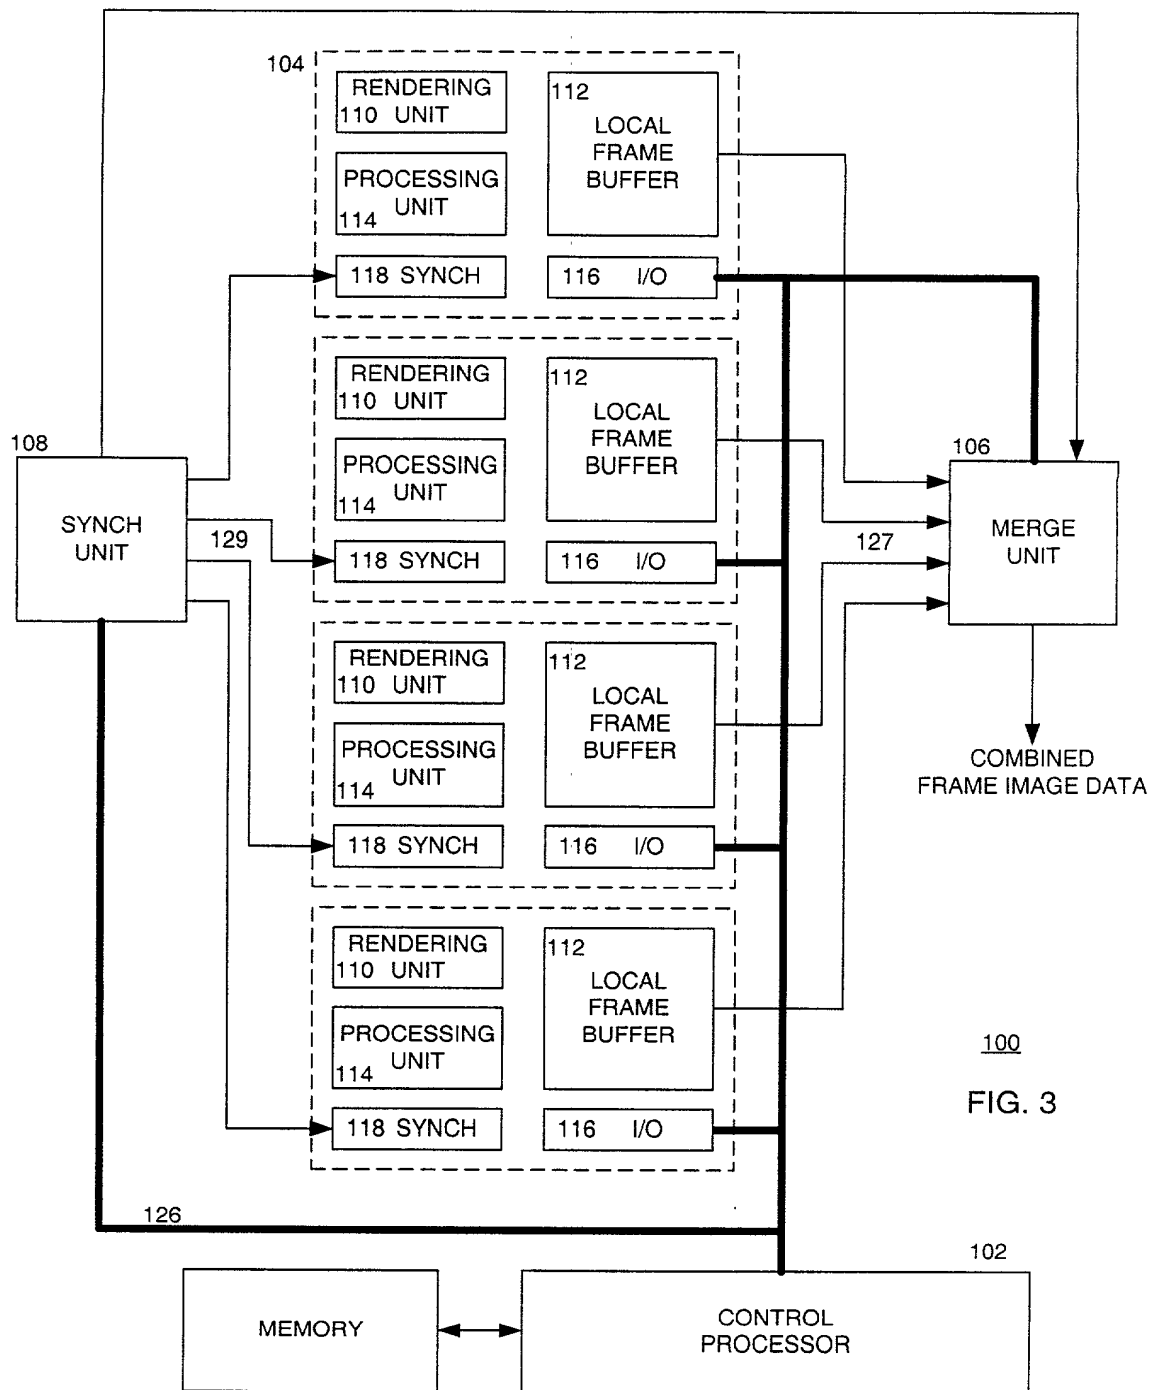 104
RENDERING
110 UNIT
112
LOCAL
FRAME
BUFFER
PROCESSING
UNIT
114
118 SYNCH
116 I/O
RENDERING
110 UNIT
112
LOCAL
FRAME
BUFFER
PROCESSING
UNIT
114
118 SYNCH
116 I/O
108
SYNCH
UNIT
129
106
MERGE
UNIT
127
RENDERING
110 UNIT
112
LOCAL
FRAME
BUFFER
PROCESSING
UNIT
114
118 SYNCH
116 I/O
COMBINED
FRAME IMAGE DATA
RENDERING
110 UNIT
112
LOCAL
FRAME
BUFFER
PROCESSING
UNIT
114
118 SYNCH
116 I/O
100
FIG. 3
126
102
MEMORY
CONTROL
PROCESSOR